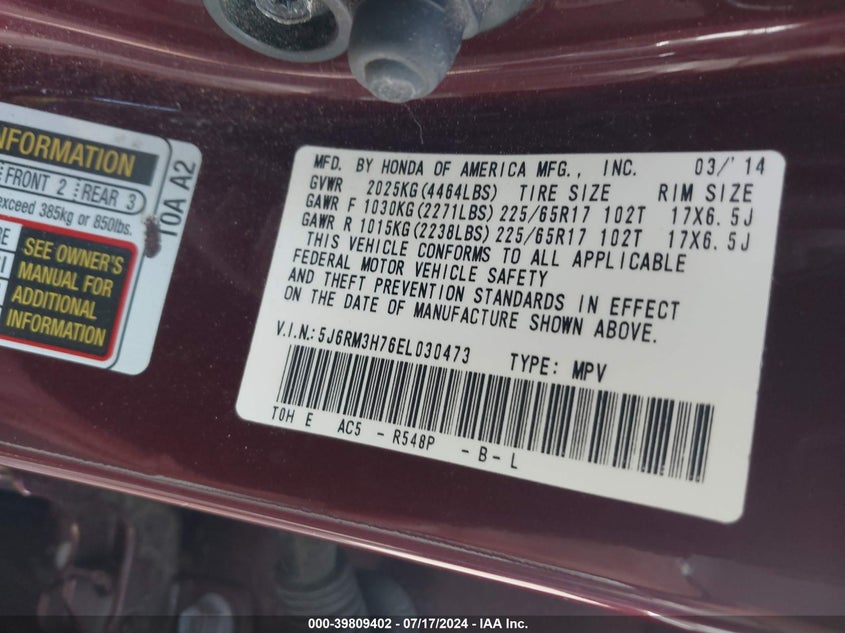 NFORMATION
FRONT 2 REAR 3
exceed 385kg or 850lbs.
T0A A2
SEE OWNER'S
MANUAL FOR
ADDITIONAL
INFORMATION
MFD. BY HONDA OF AMERICA MFG., INC. 03/'14
GVWR 2025KG(4464LBS) TIRE SIZE RIM SIZE
GAWR F 1030KG(2271LBS) 225/65R17 102T 17X6.5J
GAWR R 1015KG(2238LBS) 225/65R17 102T 17X6.5J
THIS VEHICLE CONFORMS TO ALL APPLICABLE
FEDERAL MOTOR VEHICLE SAFETY
AND THEFT PREVENTION STANDARDS IN EFFECT
ON THE DATE OF MANUFACTURE SHOWN ABOVE.
V.I.N.:5J6RM3H76EL030473 TYPE: MPV
T0H E AC5 - R548P - B - L
000-39809402 - 07/17/2024 - IAA Inc.